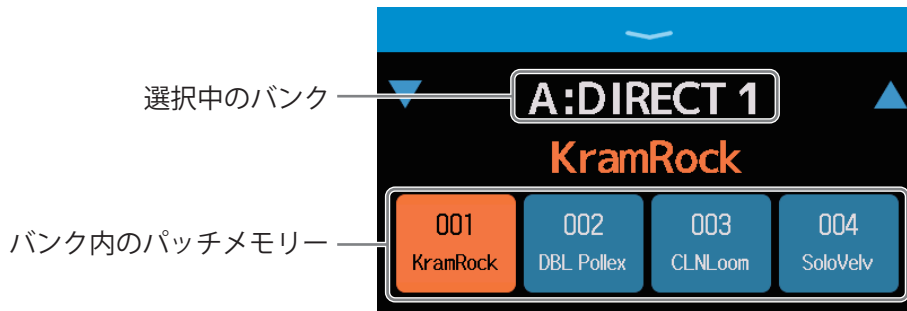 選択中のバンク
A:DIRECT 1
KramRock
バンク内のパッチメモリー
001 002 003 004
KramRock DBL Pollex CLNLoom SoloVelv